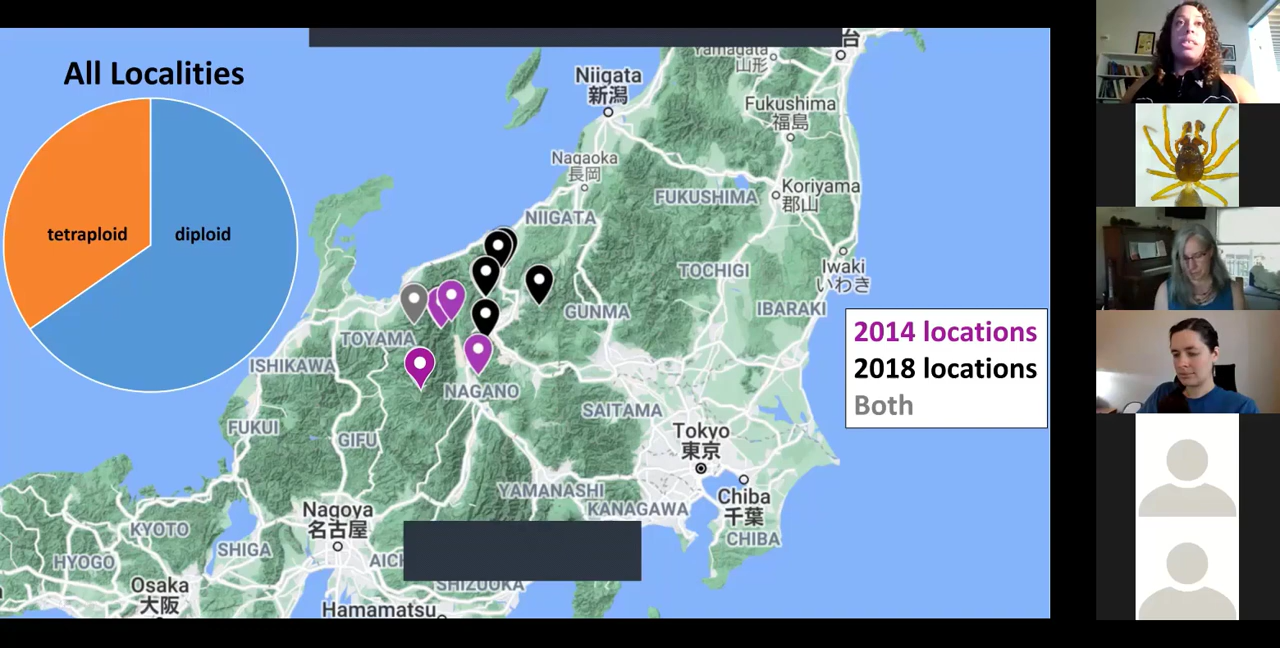 All Localities
tetraploid
diploid
台
山形
Niigata
新潟
Fukushima
福島
Nagaoka
長岡
FUKUSHIMA
Koriyama
郡山
NIIGATA
Iwaki
いわき
TOCHIGI
IBARAKI
GUNMA
TOYAMA
ISHIKAWA
NAGANO
2014 locations
2018 locations
Both
SAITAMA
FUKUI
GIFU
Tokyo
東京
YAMANASHI
KANAGAWA
Chiba
千葉
CHIBA
Nagoya
名古屋
KYOTO
SHIGA
HYOGO
AICH
Osaka
大阪
SHIZUOKA
Hamamatsu